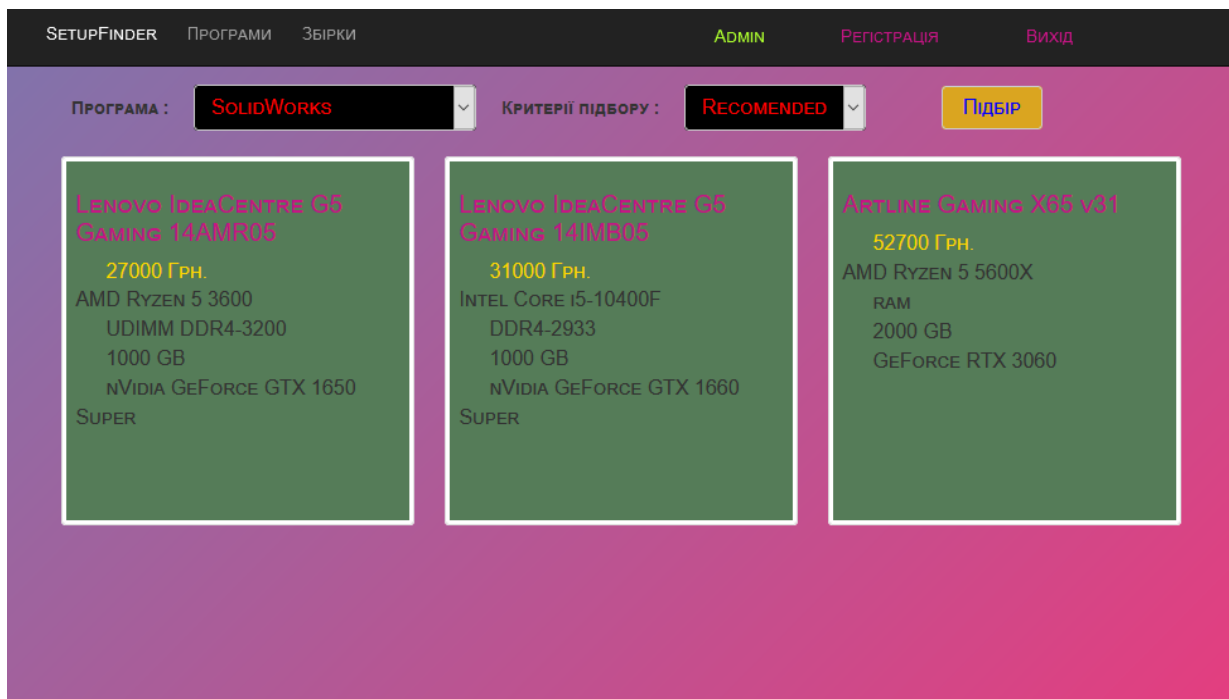 SetupFinder Програми Збірки Admin Регістрація Вихід
Програма : SolidWorks Критерії підбору : Recomended Підбір
Lenovo IdeaCentre G5
Gaming 14AMR05
27000 Грн.
AMD Ryzen 5 3600
UDIMM DDR4-3200
1000 GB
nVidia GeForce GTX 1650
Super
Lenovo IdeaCentre G5
Gaming 14IMB05
31000 Грн.
Intel Core i5-10400F
DDR4-2933
1000 GB
nVidia GeForce GTX 1660
Super
Artline Gaming X65 v31
52700 Грн.
AMD Ryzen 5 5600X
ram
2000 GB
GeForce RTX 3060